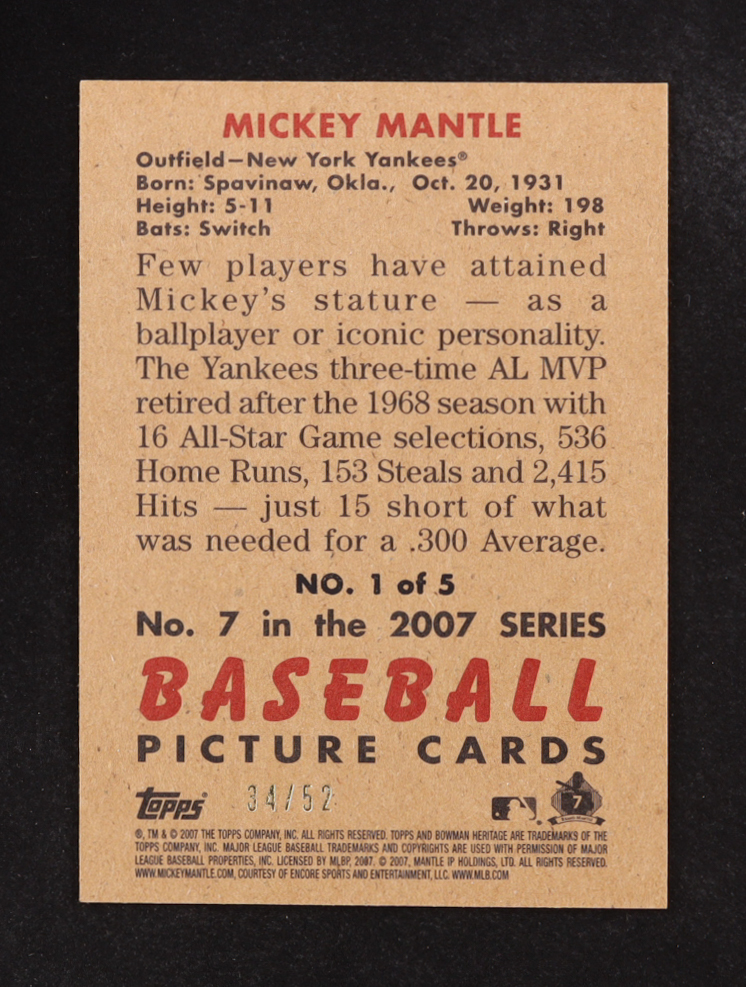 MICKEY MANTLE
Outfield—New York Yankees®
Born: Spavinaw, Okla., Oct. 20, 1931
Height: 5-11 Weight: 198
Bats: Switch Throws: Right
Few players have attained
Mickey's stature — as a
ballplayer or iconic personality.
The Yankees three-time AL MVP
retired after the 1968 season with
16 All-Star Game selections, 536
Home Runs, 153 Steals and 2,415
Hits — just 15 short of what
was needed for a .300 Average.
NO. 1 of 5
No. 7 in the 2007 SERIES
BASEBALL
PICTURE CARDS
Topps 34/52 7
®, TM & © 2007 THE TOPPS COMPANY, INC. ALL RIGHTS RESERVED. TOPPS AND BOWMAN HERITAGE ARE TRADEMARKS OF THE
TOPPS COMPANY, INC. MAJOR LEAGUE BASEBALL TRADEMARKS AND COPYRIGHTS ARE USED WITH PERMISSION OF MAJOR
LEAGUE BASEBALL PROPERTIES, INC. LICENSED BY MLBP, 2007. © 2007, MANTLE IP HOLDINGS, LTD. ALL RIGHTS RESERVED.
WWW.MICKEYMANTLE.COM, COURTESY OF ENCORE SPORTS AND ENTERTAINMENT, LLC. WWW.MLB.COM